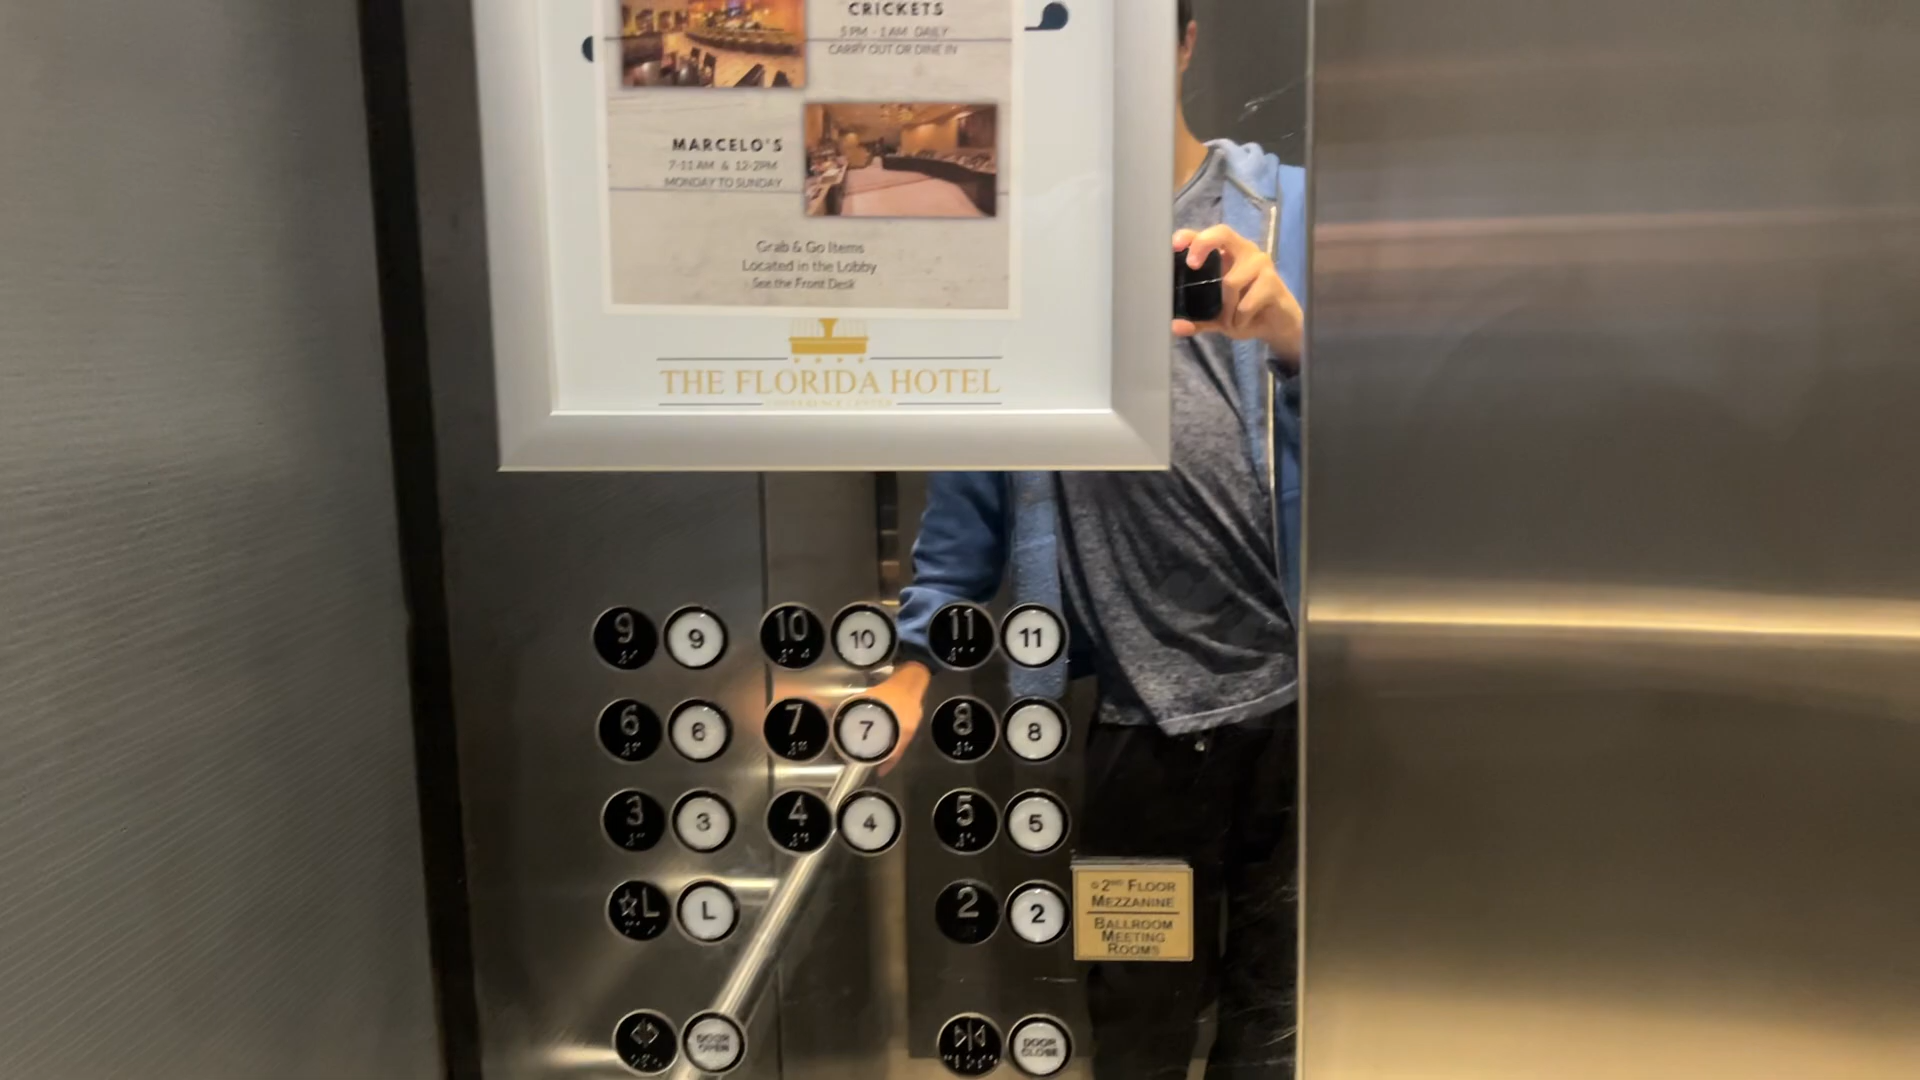 CRICKETS
5 PM - 1 AM DAILY
CARRY OUT OR DINE IN
MARCELO'S
7-11 AM & 12-2PM
MONDAY TO SUNDAY
Grab & Go Items
Located in the Lobby
See the Front Desk
THE FLORIDA HOTEL
CONFERENCE CENTER
9 9 10 10 11 11
6 6 7 7 8 8
3 3 4 4 5 5
☆L L 2 2
2ND FLOOR
MEZZANINE
BALLROOM
MEETING
ROOMS
DOOR
OPEN
DOOR
CLOSE